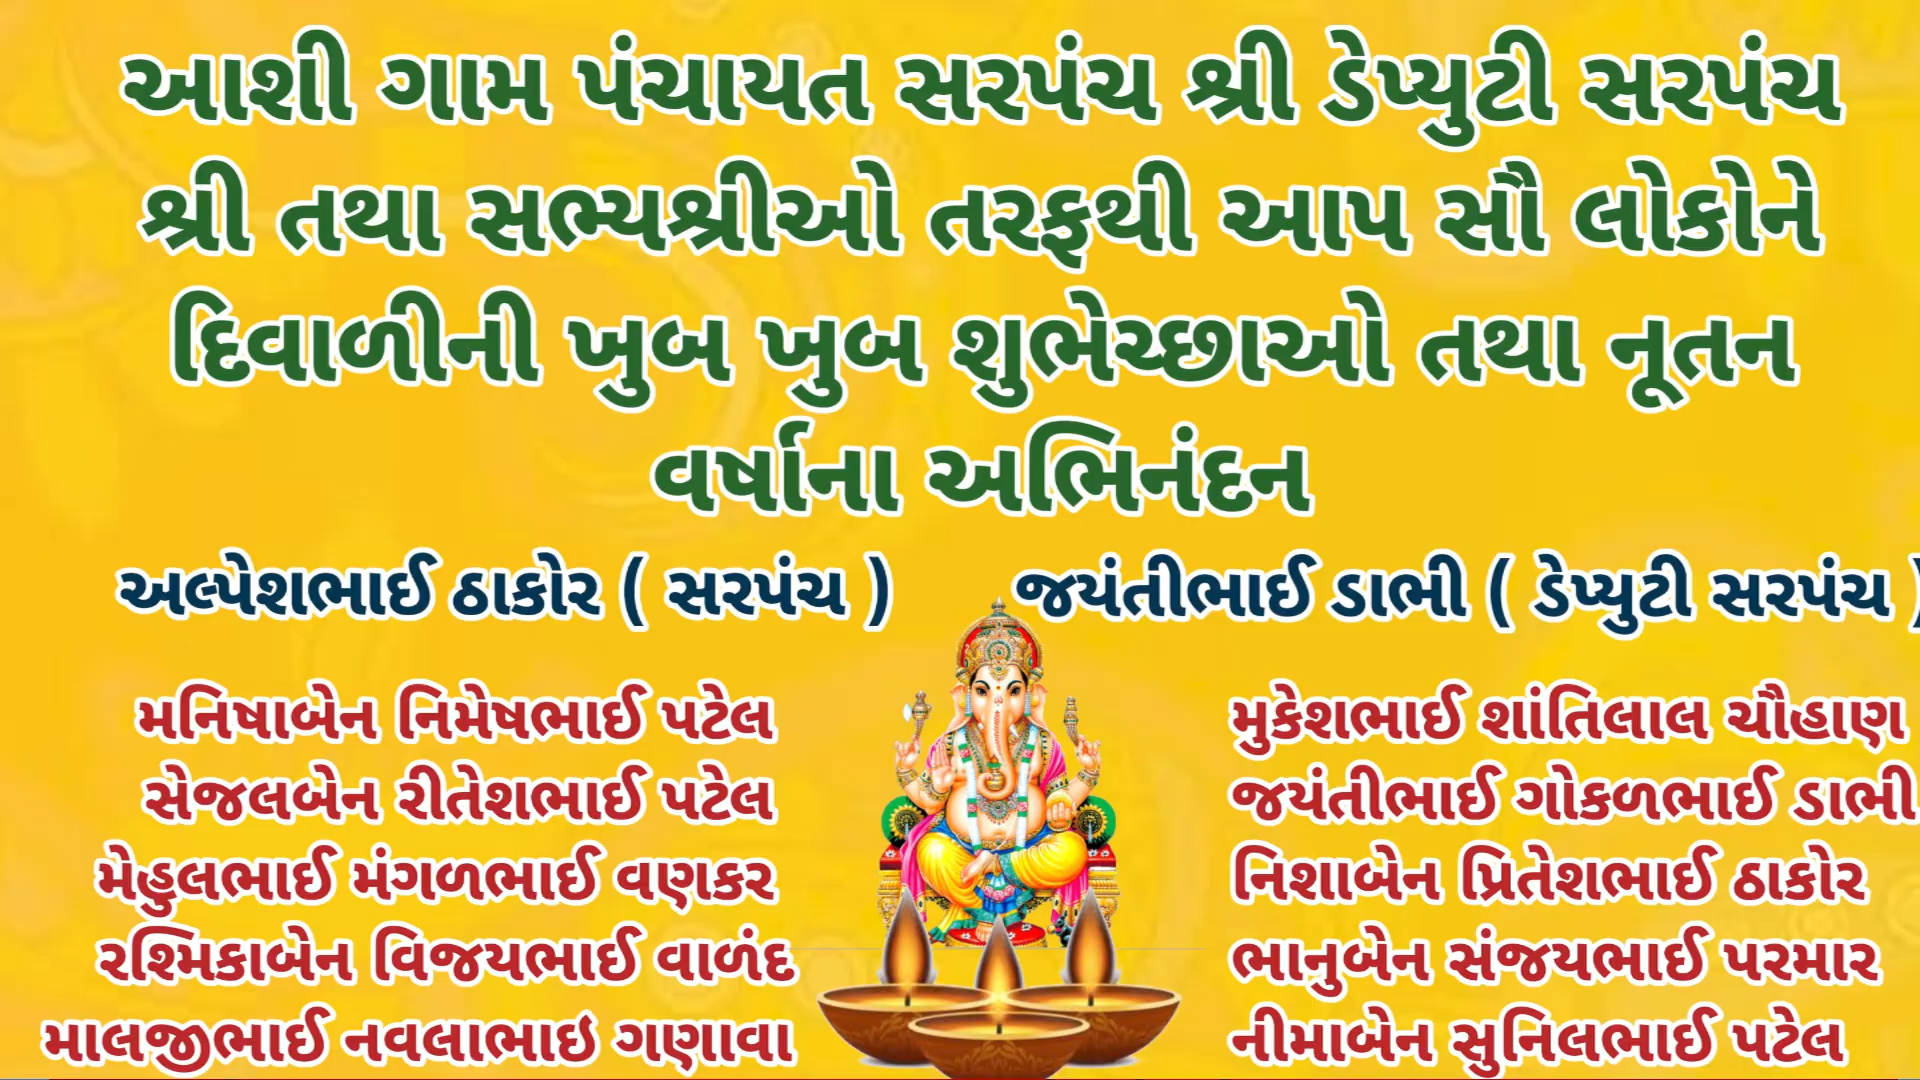 આશી ગામ પંચાયત સરપંચ શ્રી ડેપ્યુટી સરપંચ
શ્રી તથા સભ્યશ્રીઓ તરફથી આપ સૌ લોકોને
દિવાળીની ખુબ ખુબ શુભેચ્છાઓ તથા નૂતન
વર્ષાના અભિનંદન
અલ્પેશભાઈ ઠાકોર ( સરપંચ )
જયંતીભાઈ ડાભી ( ડેપ્યુટી સરપંચ )
મનિષાબેન નિમેષભાઈ પટેલ
સેજલબેન રીતેશભાઈ પટેલ
મેહુલભાઈ મંગળભાઈ વણકર
રશ્મિકાબેન વિજયભાઈ વાળંદ
માલજીભાઈ નવલાભાઇ ગણાવા
મુકેશભાઈ શાંતિલાલ ચૌહાણ
જયંતીભાઈ ગોકળભાઈ ડાભી
નિશાબેન પ્રિતેશભાઈ ઠાકોર
ભાનુબેન સંજયભાઈ પરમાર
નીમાબેન સુનિલભાઈ પટેલ